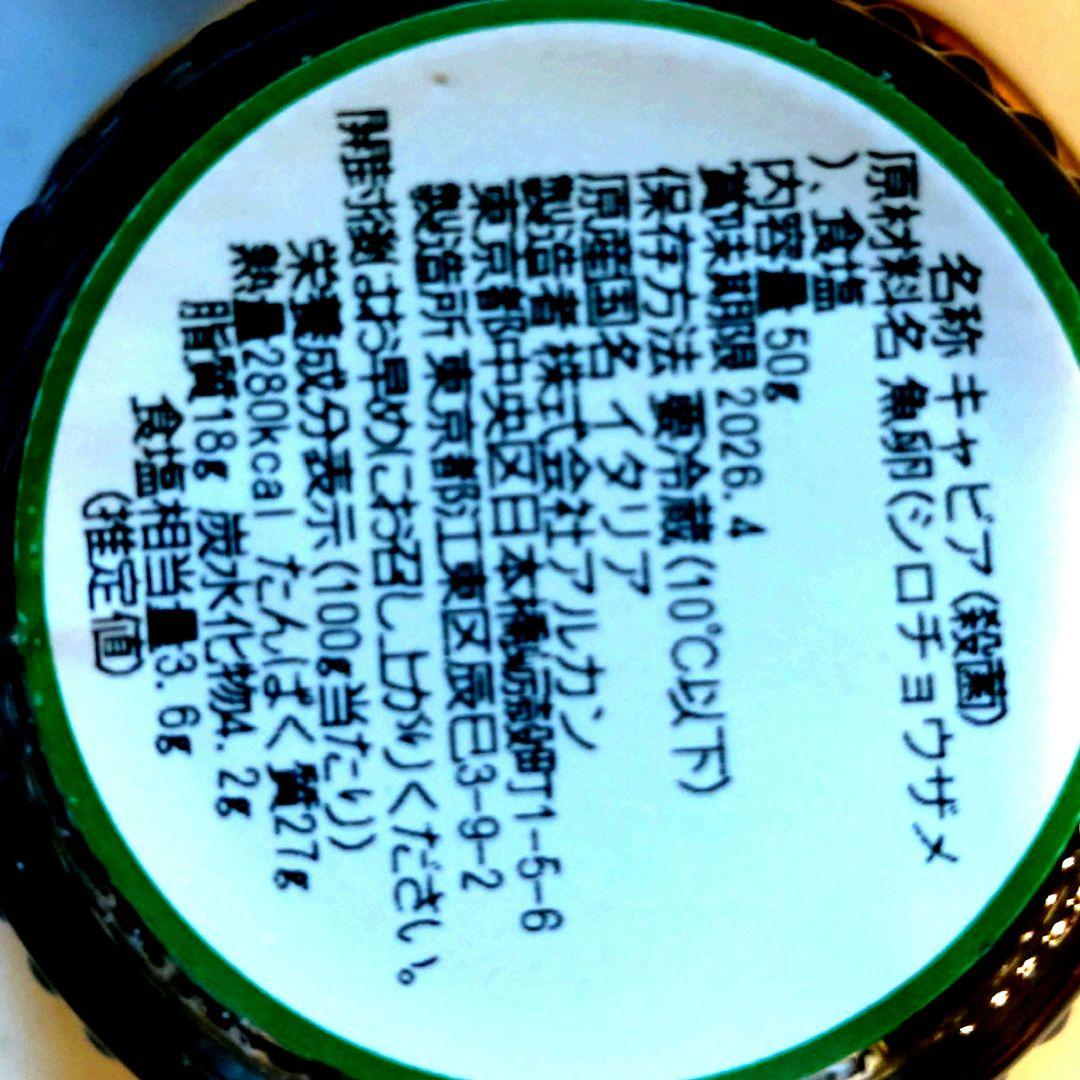 名称 キャビア(殺菌)
原材料名 魚卵(シロチョウザメ
)、食塩
内容量 50g
賞味期限 2026.4
保存方法 要冷蔵(10℃以下)
原産国名 イタリア
製造者 株式会社アルカン
東京都中央区日本橋蛎殻町1-5-6
製造所 東京都江東区辰巳3-9-2
開封後はお早めにお召し上がりください。
栄養成分表示(100g当たり)
熱量280kcal たんぱく質27g
脂質18g 炭水化物4.2g
食塩相当量3.6g
(推定値)